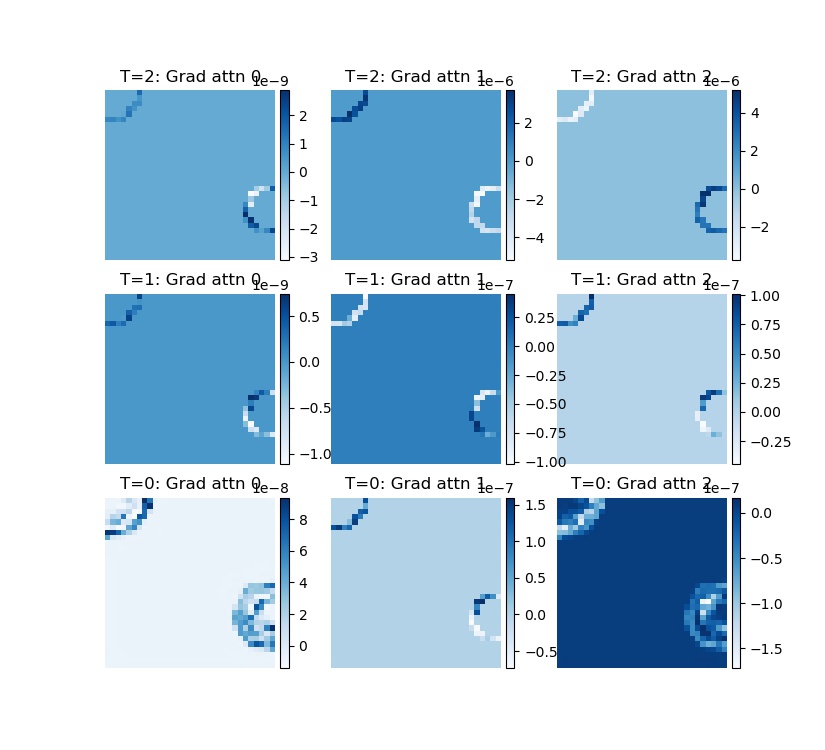 T=2: Grad attn 0
1e−9
T=2: Grad attn 1
1e−6
T=2: Grad attn 2
1e−6
2
1
0
−1
−2
−3
2
0
−2
−4
4
2
0
−2
T=1: Grad attn 0
1e−9
T=1: Grad attn 1
1e−7
T=1: Grad attn 2
1e−7
0.5
0.0
−0.5
−1.0
0.25
0.00
−0.25
−0.50
−0.75
−1.00
1.00
0.75
0.50
0.25
0.00
−0.25
T=0: Grad attn 0
1e−8
T=0: Grad attn 1
1e−7
T=0: Grad attn 2
1e−7
8
6
4
2
0
1.5
1.0
0.5
0.0
−0.5
0.0
−0.5
−1.0
−1.5